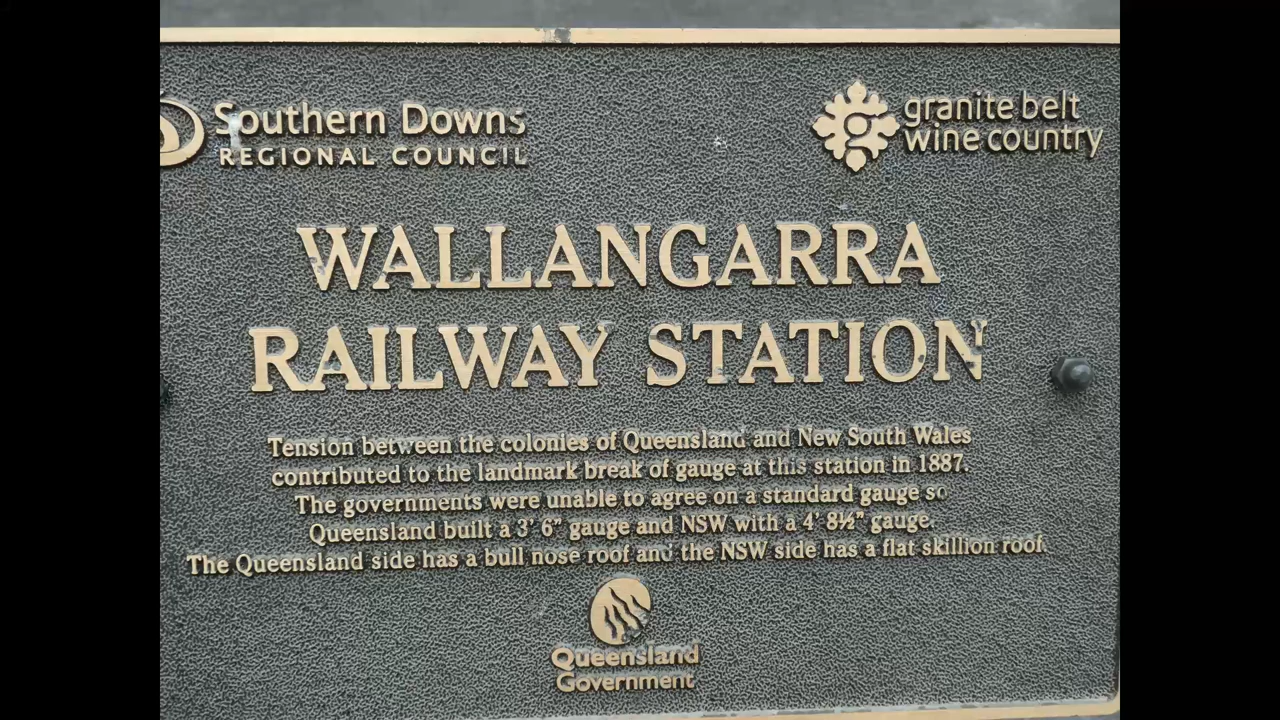 Southern Downs
REGIONAL COUNCIL
granite belt
wine country
WALLANGARRA
RAILWAY STATION
Tension between the colonies of Queensland and New South Wales
contributed to the landmark break of gauge at this station in 1887.
The governments were unable to agree on a standard gauge so
Queensland built a 3' 6" gauge and NSW with a 4' 8½" gauge.
The Queensland side has a bull nose roof and the NSW side has a flat skillion roof.
Queensland
Government